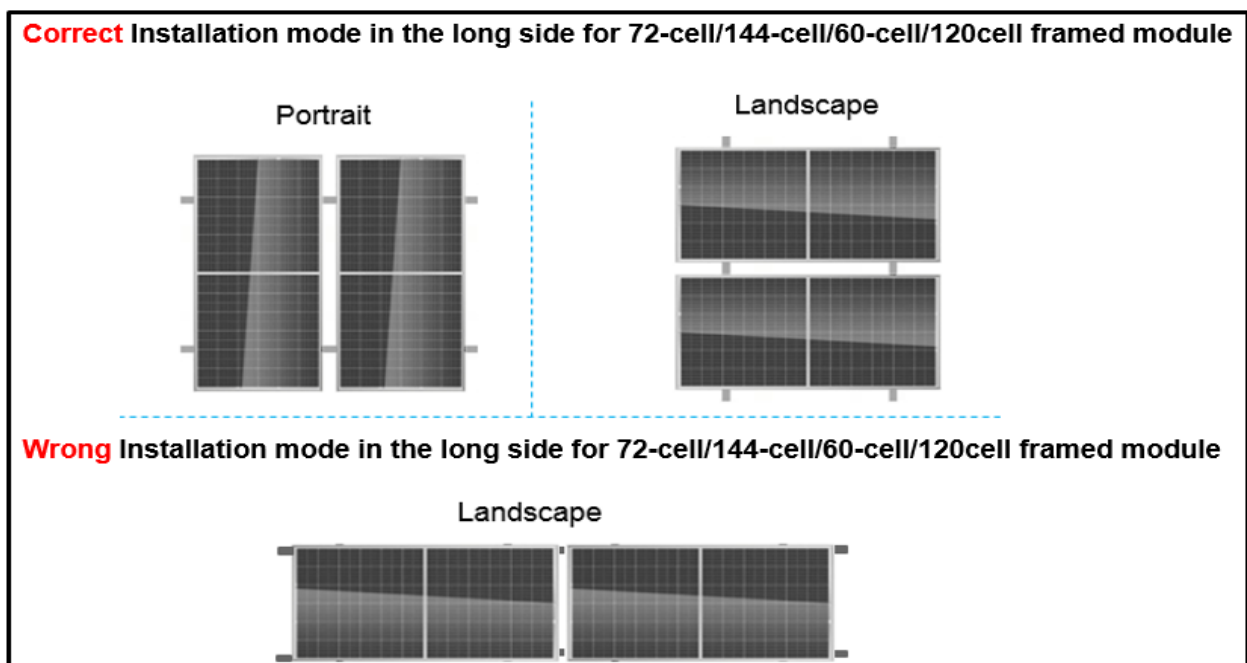 Correct Installation mode in the long side for 72-cell/144-cell/60-cell/120cell framed module
Portrait
Landscape
Wrong Installation mode in the long side for 72-cell/144-cell/60-cell/120cell framed module
Landscape